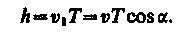 h = v₁T = vT cos α.